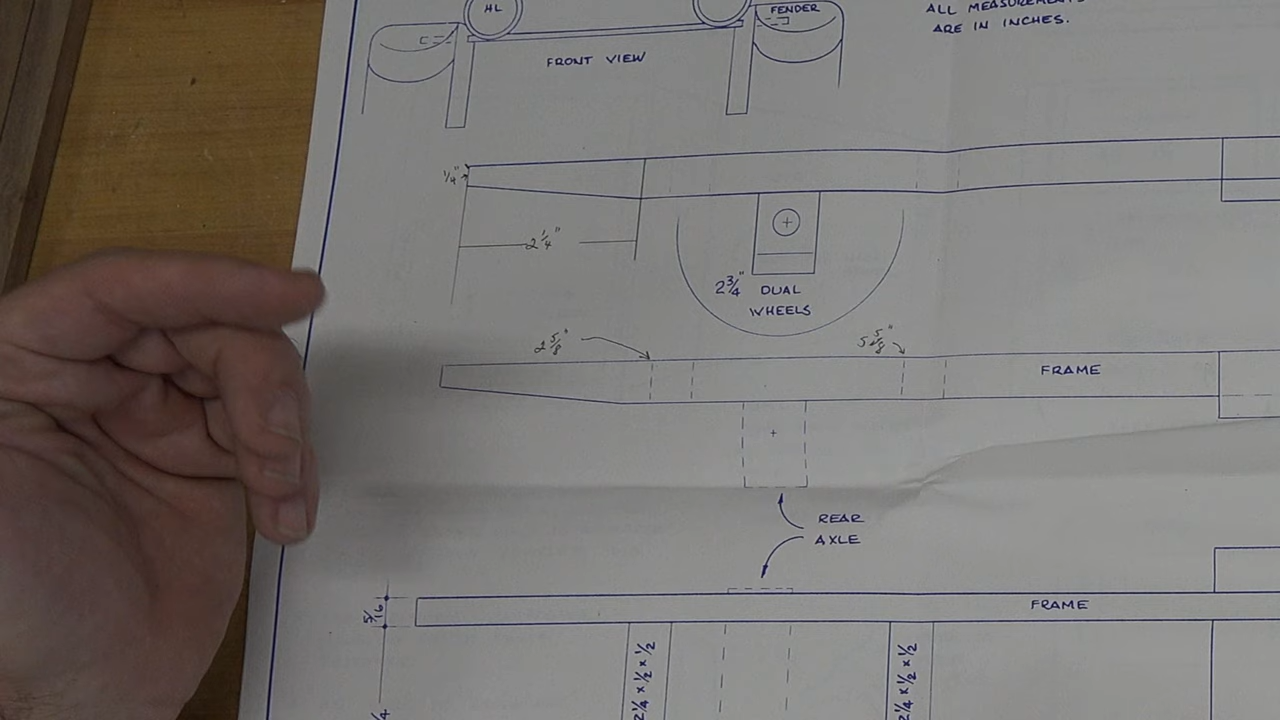 HL
FENDER
ALL MEASUREMENTS
ARE IN INCHES.
FRONT VIEW
1/4"
2 1/4"
2 3/4" DUAL
WHEELS
2 5/8"
5 5/8"
FRAME
REAR
AXLE
5/16
FRAME
2 1/4 x 1/2 x 1/2
2 1/4 x 1/2 x 1/2